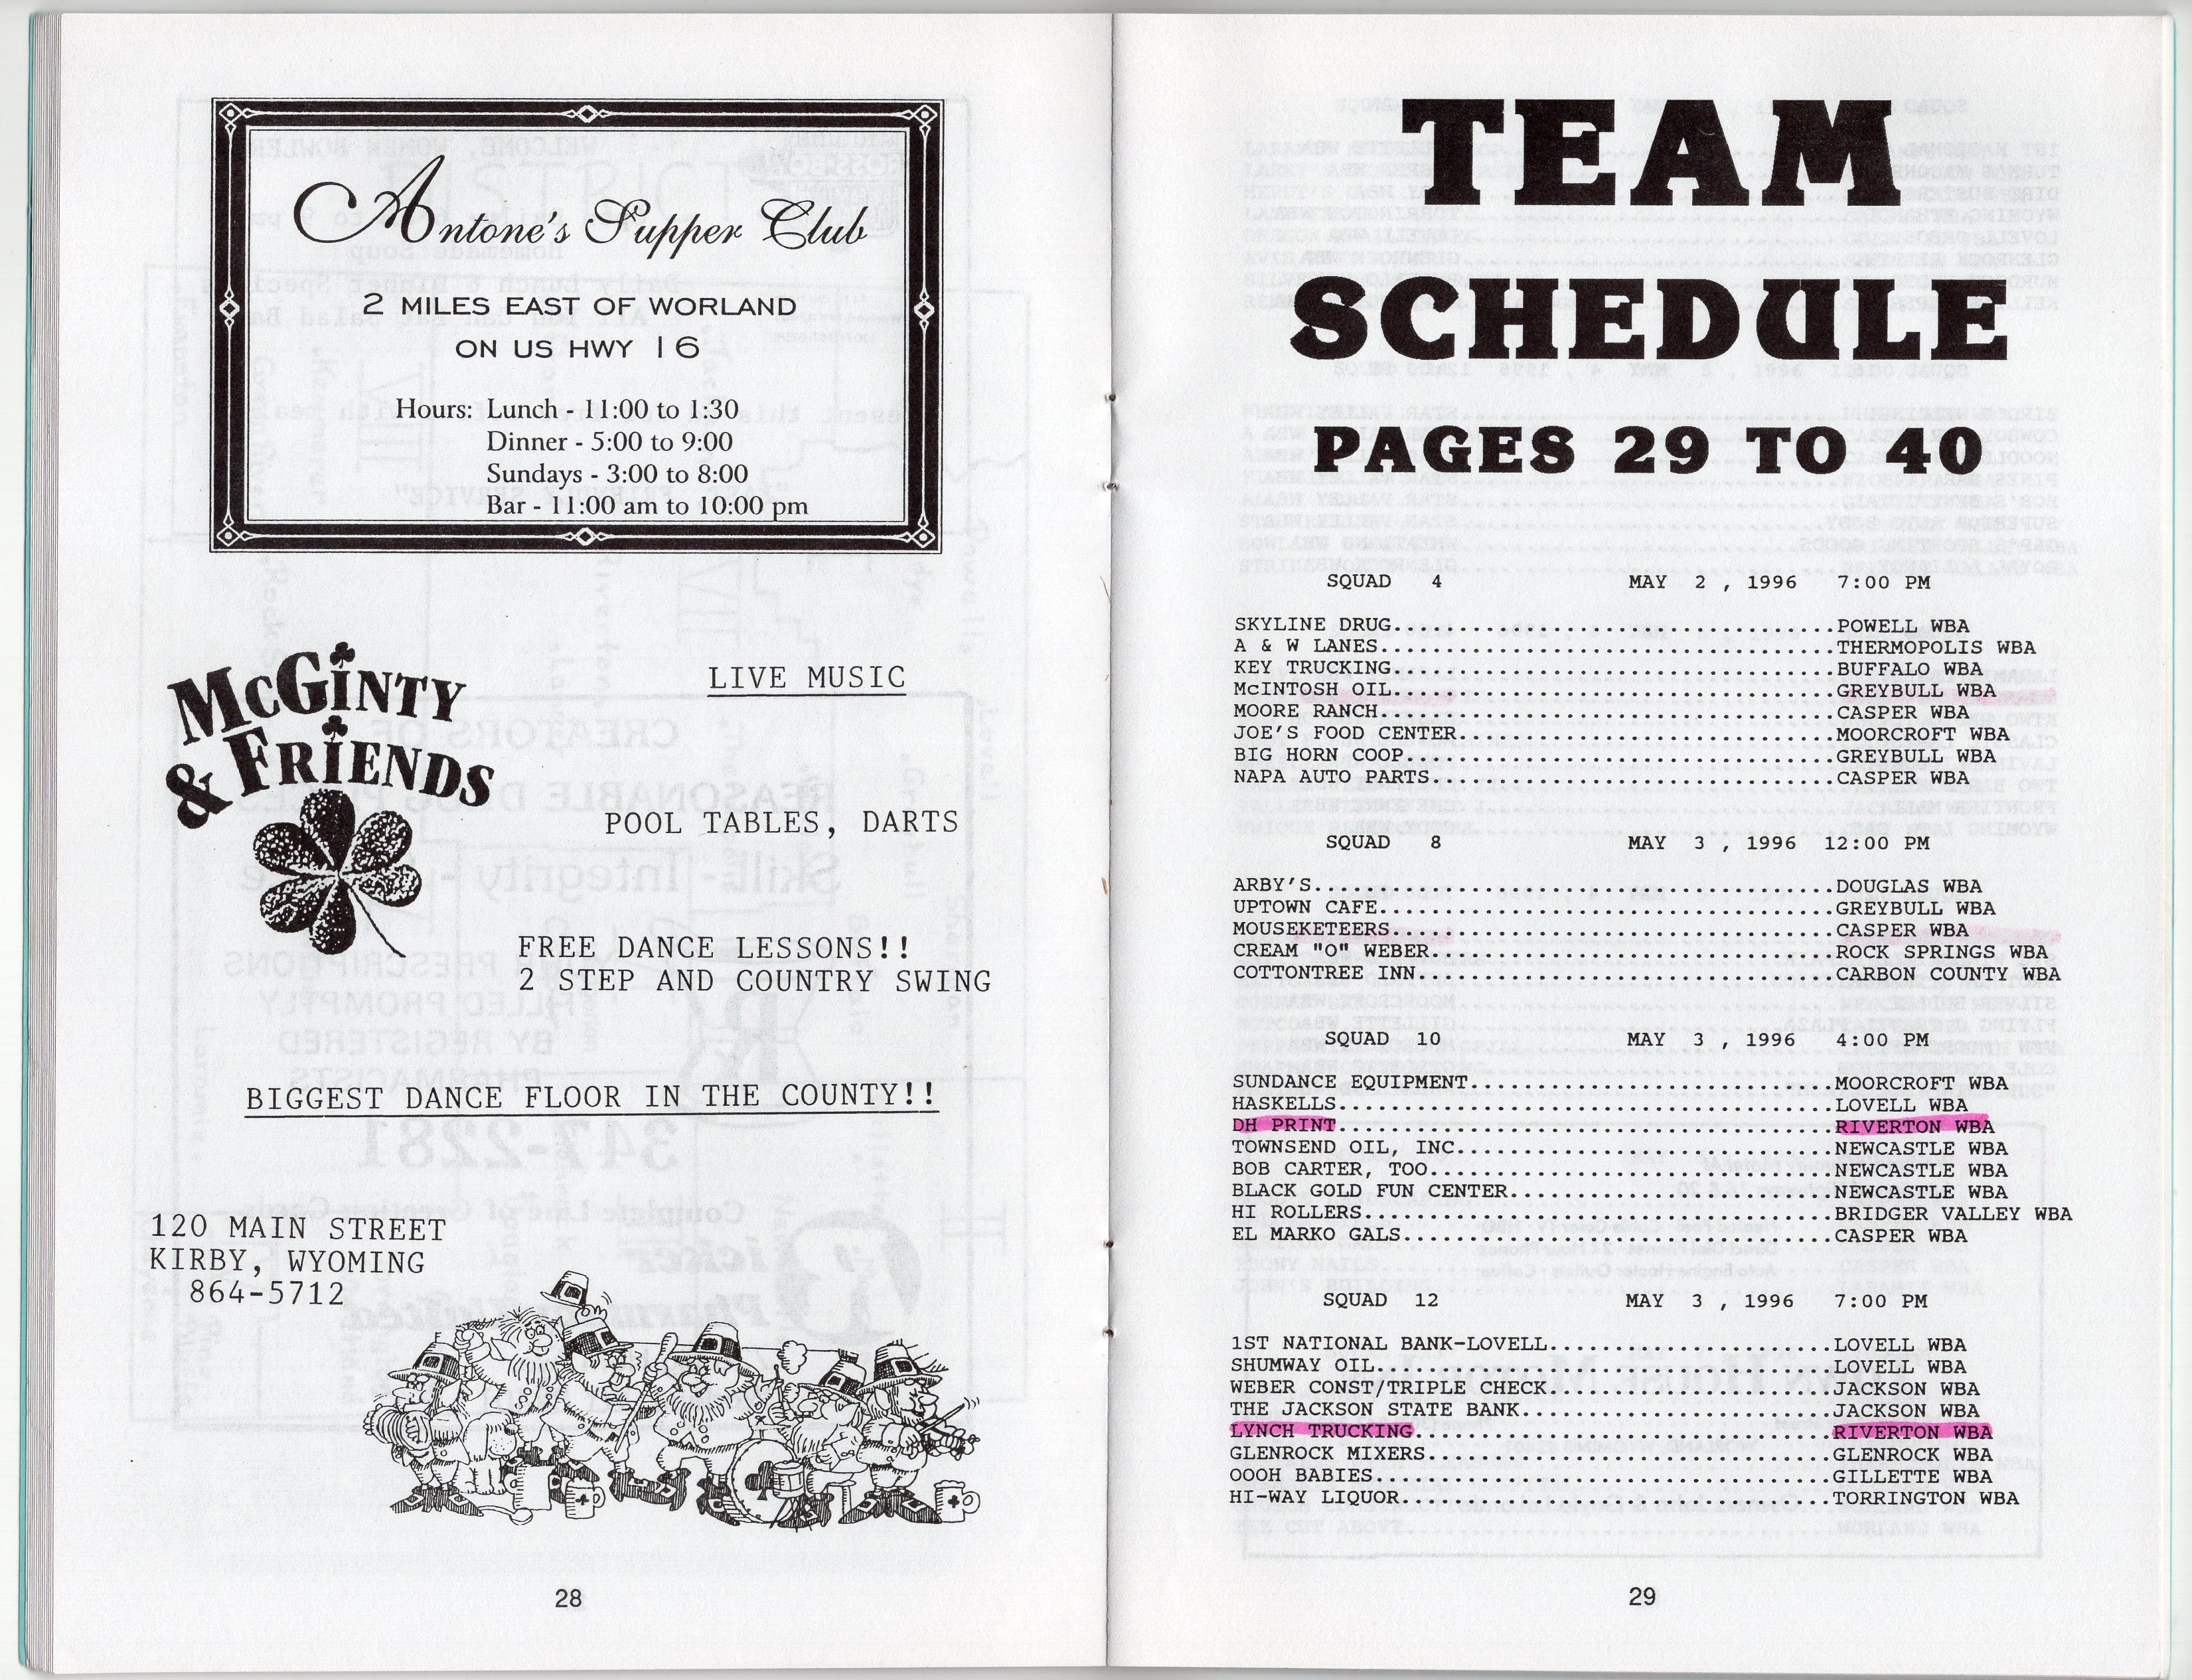 Antone's Supper Club
2 MILES EAST OF WORLAND
ON US HWY 16
Hours: Lunch - 11:00 to 1:30
Dinner - 5:00 to 9:00
Sundays - 3:00 to 8:00
Bar - 11:00 am to 10:00 pm
McGINTY
& FRIENDS
LIVE MUSIC
POOL TABLES, DARTS
FREE DANCE LESSONS!!
2 STEP AND COUNTRY SWING
BIGGEST DANCE FLOOR IN THE COUNTY!!
120 MAIN STREET
KIRBY, WYOMING
864-5712
28
TEAM
SCHEDULE
PAGES 29 TO 40
SQUAD 4 MAY 2 , 1996 7:00 PM
SKYLINE DRUG..................................POWELL WBA
A & W LANES...................................THERMOPOLIS WBA
KEY TRUCKING..................................BUFFALO WBA
McINTOSH OIL..................................GREYBULL WBA
MOORE RANCH...................................CASPER WBA
JOE'S FOOD CENTER.............................MOORCROFT WBA
BIG HORN COOP.................................GREYBULL WBA
NAPA AUTO PARTS...............................CASPER WBA
SQUAD 8 MAY 3 , 1996 12:00 PM
ARBY'S........................................DOUGLAS WBA
UPTOWN CAFE...................................GREYBULL WBA
MOUSEKETEERS..................................CASPER WBA
CREAM "O" WEBER...............................ROCK SPRINGS WBA
COTTONTREE INN................................CARBON COUNTY WBA
SQUAD 10 MAY 3 , 1996 4:00 PM
SUNDANCE EQUIPMENT............................MOORCROFT WBA
HASKELLS......................................LOVELL WBA
DH PRINT......................................RIVERTON WBA
TOWNSEND OIL, INC.............................NEWCASTLE WBA
BOB CARTER, TOO...............................NEWCASTLE WBA
BLACK GOLD FUN CENTER.........................NEWCASTLE WBA
HI ROLLERS....................................BRIDGER VALLEY WBA
EL MARKO GALS.................................CASPER WBA
SQUAD 12 MAY 3 , 1996 7:00 PM
1ST NATIONAL BANK-LOVELL......................LOVELL WBA
SHUMWAY OIL...................................LOVELL WBA
WEBER CONST/TRIPLE CHECK......................JACKSON WBA
THE JACKSON STATE BANK........................JACKSON WBA
LYNCH TRUCKING................................RIVERTON WBA
GLENROCK MIXERS...............................GLENROCK WBA
OOOH BABIES...................................GILLETTE WBA
HI-WAY LIQUOR.................................TORRINGTON WBA
29